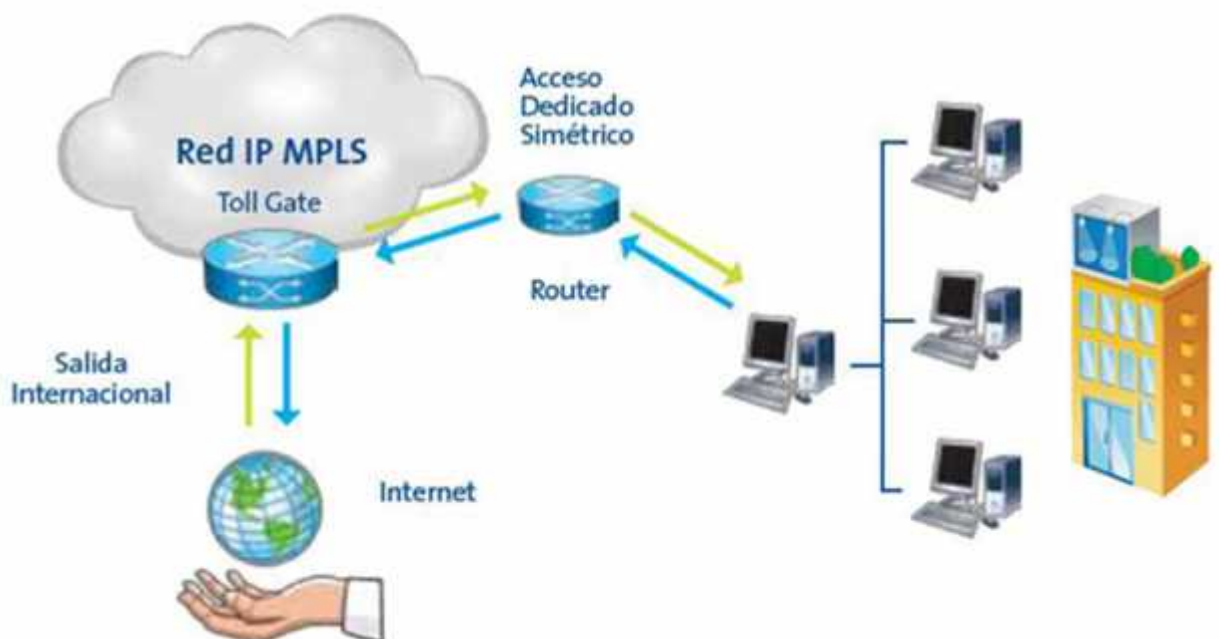 Red IP MPLS
Toll Gate
Acceso
Dedicado
Simétrico
Router
Salida
Internacional
Internet